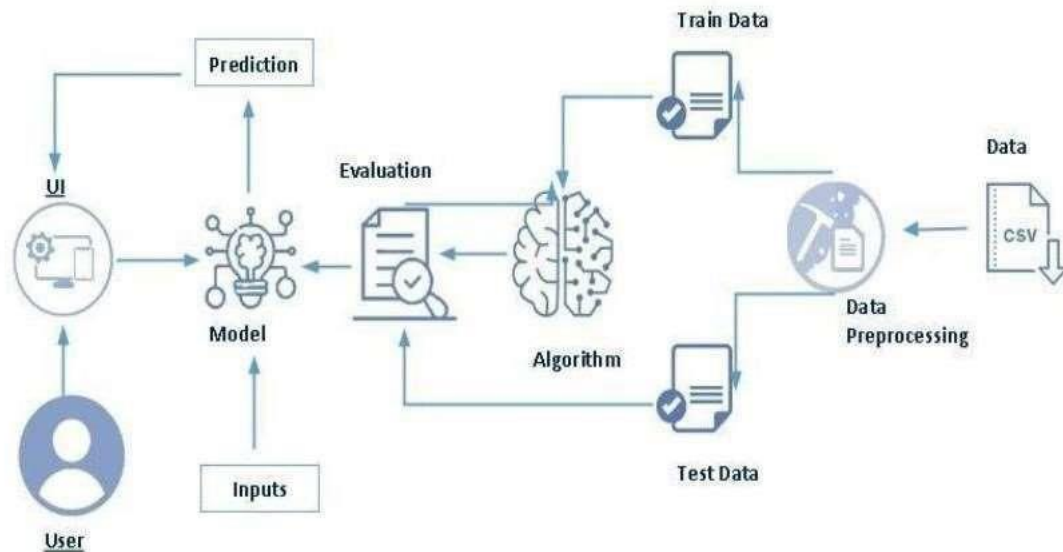 Train Data
Prediction
Data
Evaluation
UI
CSV
Data
Preprocessing
Model
Algorithm
Test Data
Inputs
User